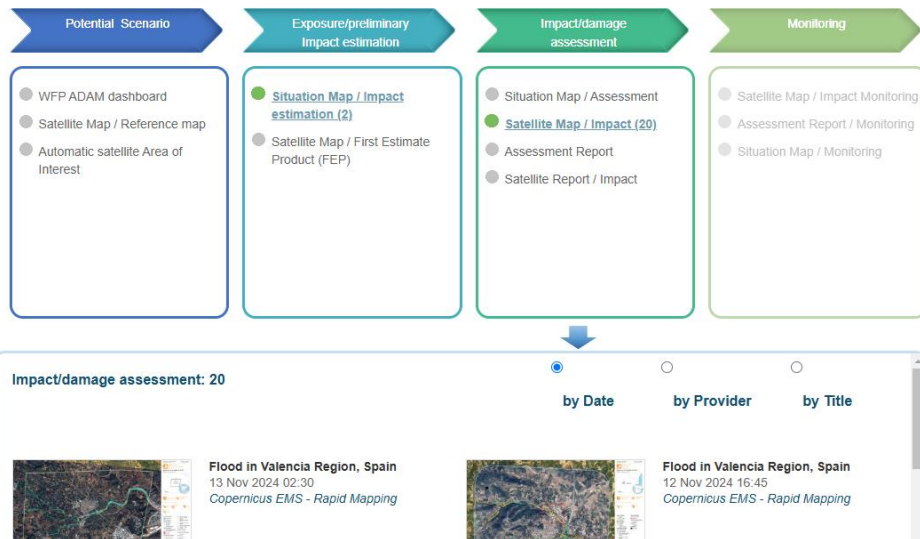 Potential Scenario
Exposure/preliminary
Impact estimation
Impact/damage
assessment
Monitoring
WFP ADAM dashboard
Satellite Map / Reference map
Automatic satellite Area of
Interest
Situation Map / Impact
estimation (2)
Satellite Map / First Estimate
Product (FEP)
Situation Map / Assessment
Satellite Map / Impact (20)
Assessment Report
Satellite Report / Impact
Satellite Map / Impact Monitoring
Assessment Report / Monitoring
Situation Map / Monitoring
Impact/damage assessment: 20
by Date
by Provider
by Title
Flood in Valencia Region, Spain
13 Nov 2024 02:30
Copernicus EMS - Rapid Mapping
Flood in Valencia Region, Spain
12 Nov 2024 16:45
Copernicus EMS - Rapid Mapping